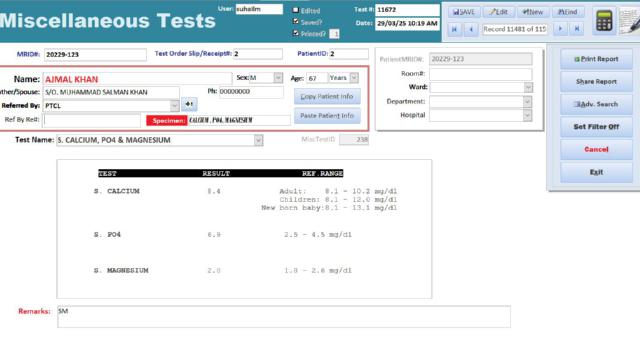 Miscellaneous Tests
User: suhailm
Edited
Saved?
Printed? 1
Test #: 11672
Date: 29/03/25 10:19 AM
SAVE Edit New Find
Record 11481 of 115
MRID#: 20229-123 Test Order Slip/Receipt#: 2 PatientID: 2
PatientMRID#: 20229-123
Room#:
Ward:
Department:
Hospital
Name: AJMAL KHAN Sex: M Age: 67 Years
ather/Spouse: S/O. MUHAMMAD SALMAN KHAN Ph: 00000000
Copy Patient Info
Referred By: PTCL
Ref By Re#: Specimen: CALCIUM , PO4, MAGNESIUM
Paste Patient Info
Test Name: S. CALCIUM, PO4 & MAGNESIUM MiscTestID 238
Print Report
Share Report
Adv. Search
Set Filter Off
Cancel
Exit
TEST RESULT REF.RANGE
S. CALCIUM 8.4 Adult: 8.1 - 10.2 mg/dl
Children: 8.1 - 12.0 mg/dl
New born baby:8.1 - 13.1 mg/dl
S. PO4 6.9 2.5 - 4.5 mg/dl
S. MAGNESIUM 2.0 1.8 - 2.6 mg/dl
Remarks: SM